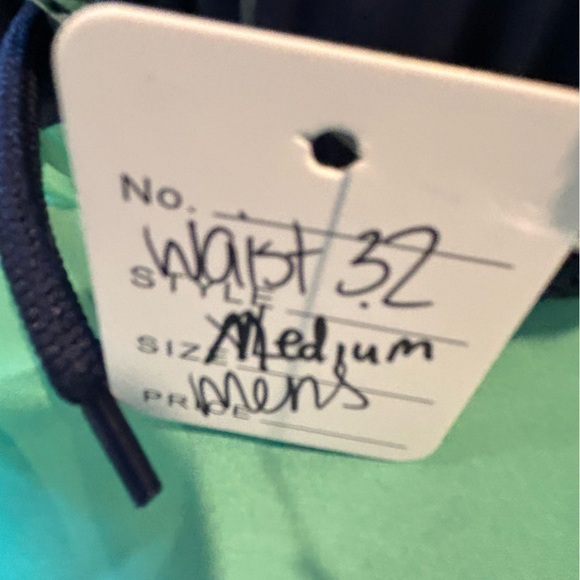 No.
Waist 32
STYLE
SIZE Medium
PRICE mens